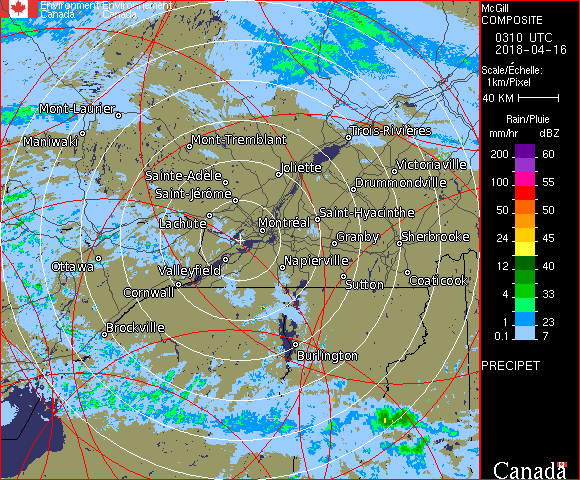 Environment Environnement
Canada Canada
McGill
COMPOSITE
0310 UTC
2018-04-16
Scale/Échelle:
1km/Pixel
40 KM
Rain/Pluie
mm/hr dBZ
200 60
100 55
50 50
24 45
12 40
4 33
1 23
0.1 7
PRECIPET
Canada
Mont-Laurier
Maniwaki
Mont-Tremblant
Trois-Rivières
Sainte-Adèle
Joliette
Victoriaville
Saint-Jérôme
Drummondville
Lachute
Montréal
Saint-Hyacinthe
Granby
Sherbrooke
Ottawa
Valleyfield
Napierville
Cornwall
Sutton
Coaticook
Brockville
Burlington